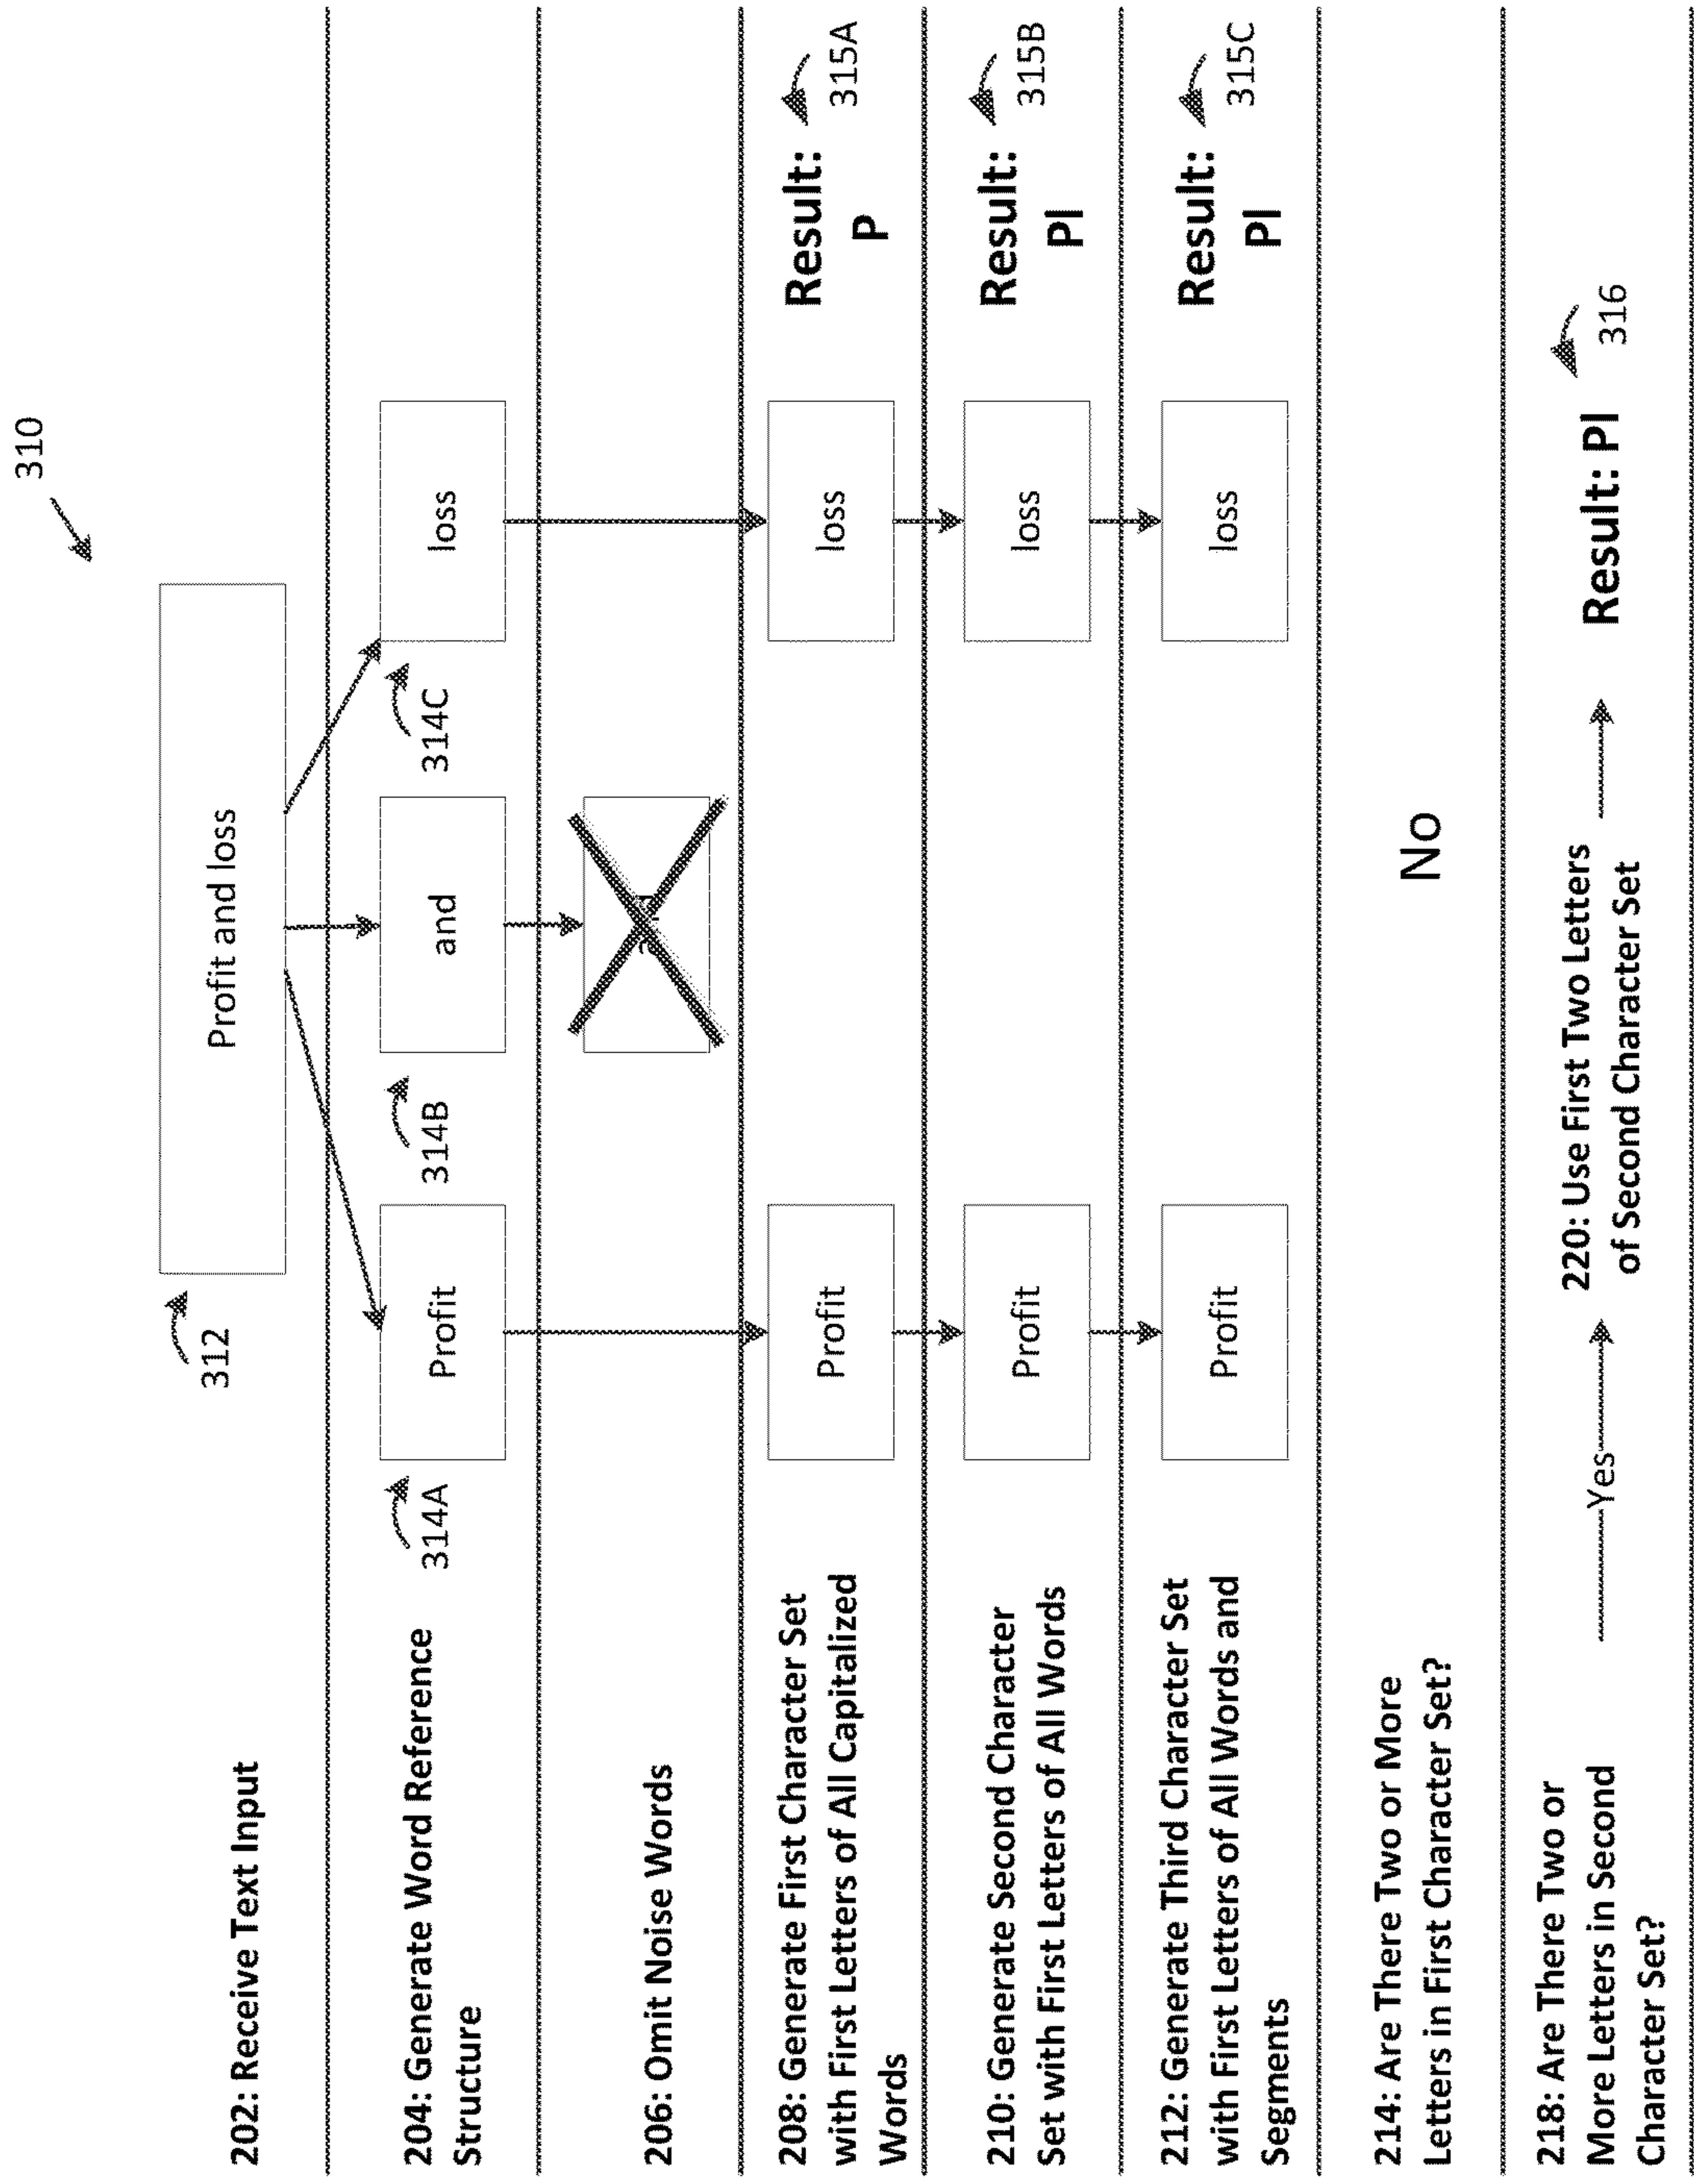 310
312
Profit and loss
202: Receive Text Input
314A
Profit
314B
and
314C
loss
204: Generate Word Reference
Structure
206: Omit Noise Words
208: Generate First Character Set
with First Letters of All Capitalized
Words
Profit
loss
Result:
P
315A
210: Generate Second Character
Set with First Letters of All Words
Profit
loss
Result:
Pl
315B
212: Generate Third Character Set
with First Letters of All Words and
Segments
Profit
loss
Result:
Pl
315C
214: Are There Two or More
Letters in First Character Set?
No
218: Are There Two or
More Letters in Second
Character Set?
Yes
220: Use First Two Letters
of Second Character Set
Result: Pl
316